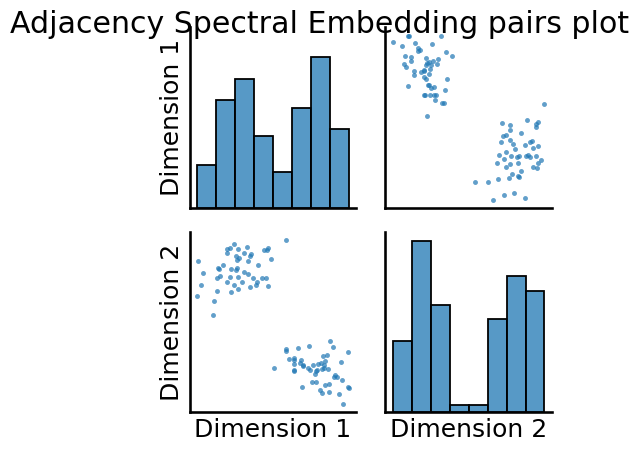 Adjacency Spectral Embedding pairs plot
Dimension 1
Dimension 2
Dimension 1
Dimension 2